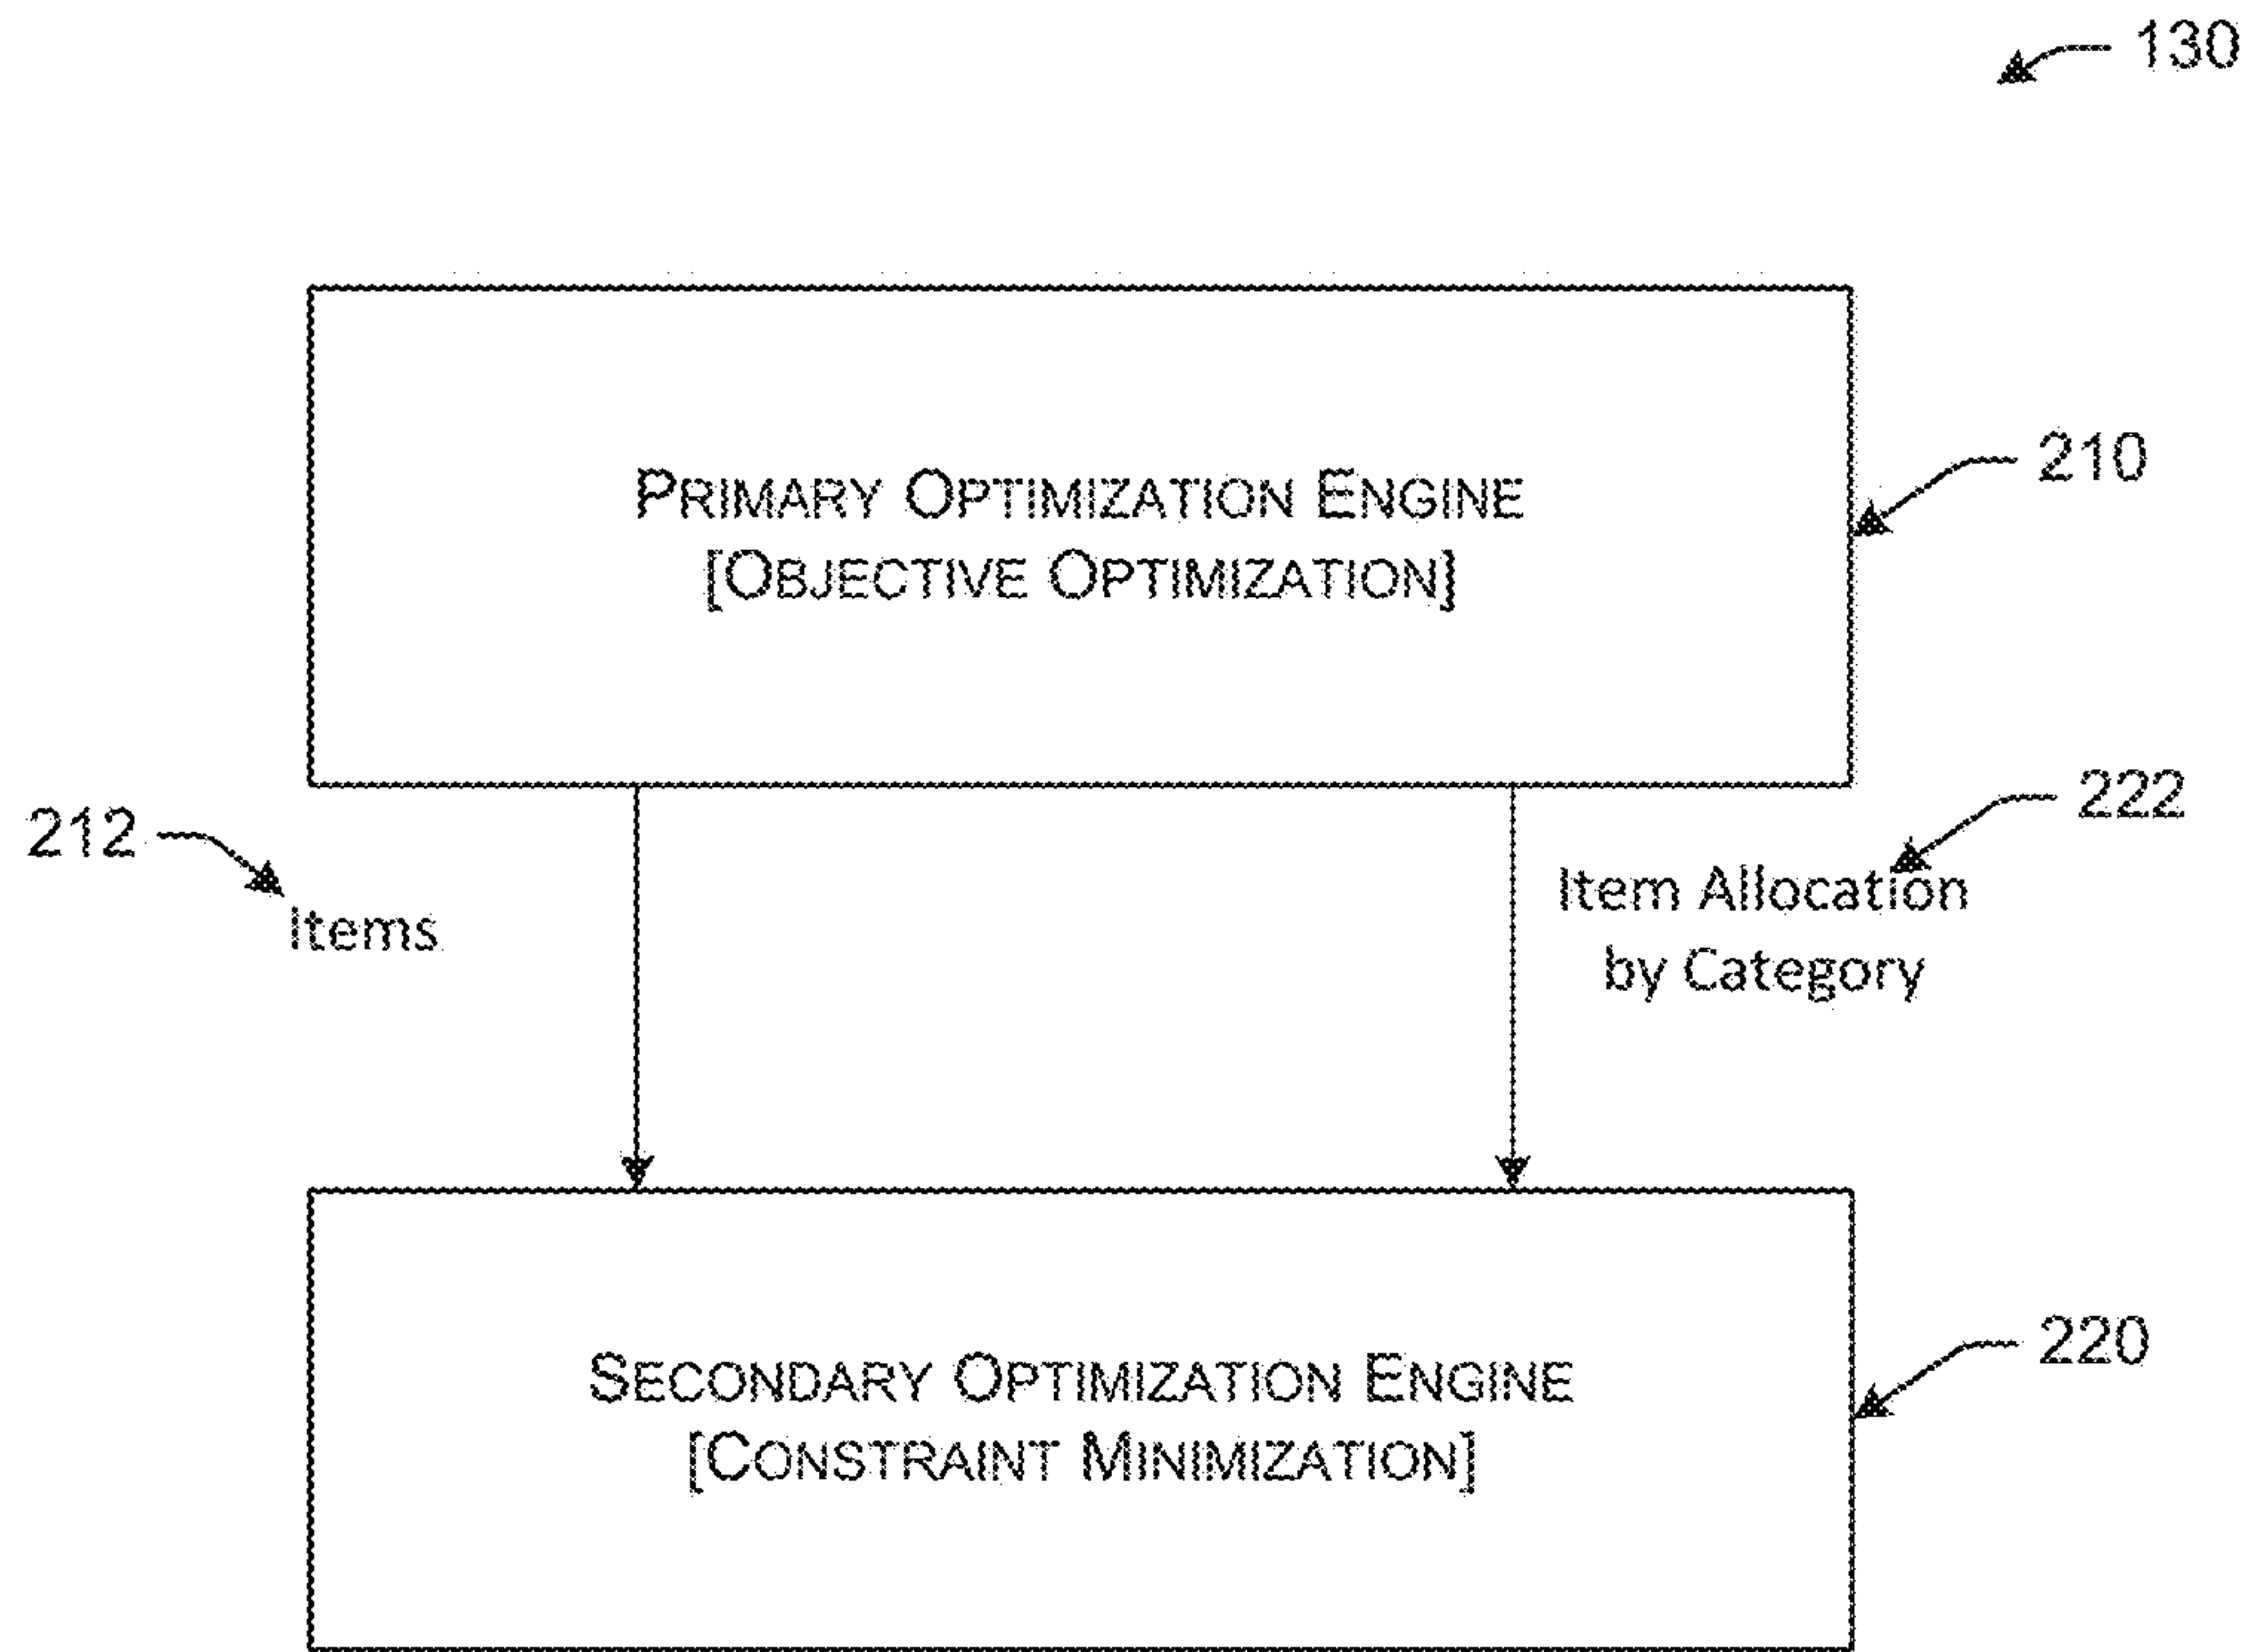 130
PRIMARY OPTIMIZATION ENGINE
[OBJECTIVE OPTIMIZATION]
210
212
Items
222
Item Allocation
by Category
SECONDARY OPTIMIZATION ENGINE
[CONSTRAINT MINIMIZATION]
220